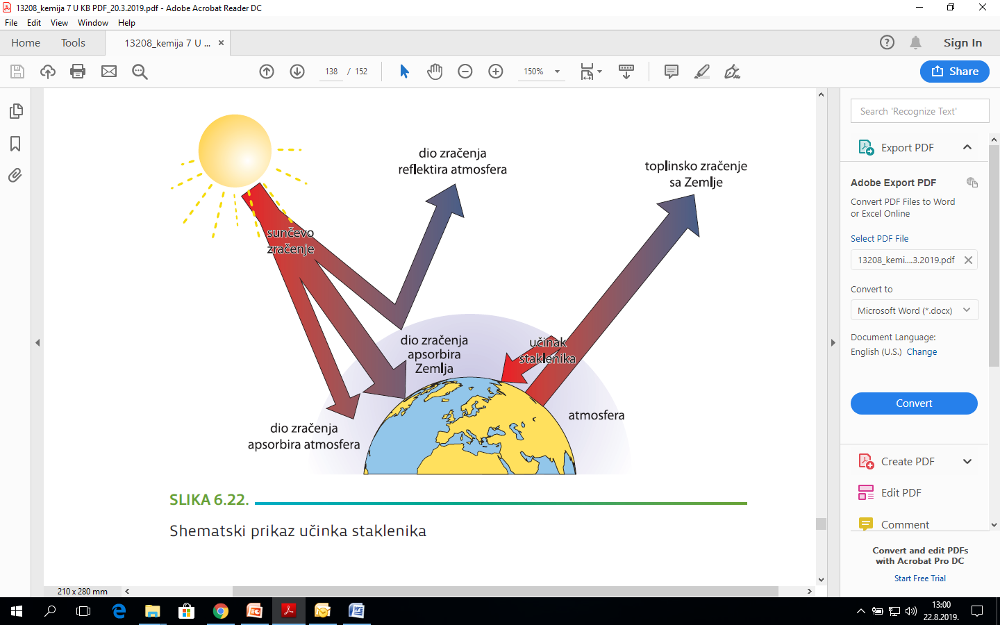 13208_kemija 7 U KB PDF_20.3.2019.pdf - Adobe Acrobat Reader DC
File Edit View Window Help
Home Tools 13208_kemija 7 U ... ×
138 / 152 150%
Share
? Sign In
dio zračenja
reflektira atmosfera
toplinsko zračenje
sa Zemlje
sunčevo
zračenje
dio zračenja
apsorbira
Zemlja
učinak
staklenika
dio zračenja
apsorbira atmosfera
atmosfera
SLIKA 6.22.
Shematski prikaz učinka staklenika
210 x 280 mm
Search 'Recognize Text'
Export PDF
Adobe Export PDF
Convert PDF Files to Word
or Excel Online
Select PDF File
13208_kemi....3.2019.pdf
Convert to
Microsoft Word (*.docx)
Document Language:
English (U.S.) Change
Convert
Create PDF
Edit PDF
Comment
Convert and edit PDFs
with Acrobat Pro DC
Start Free Trial
13:00
22.8.2019.